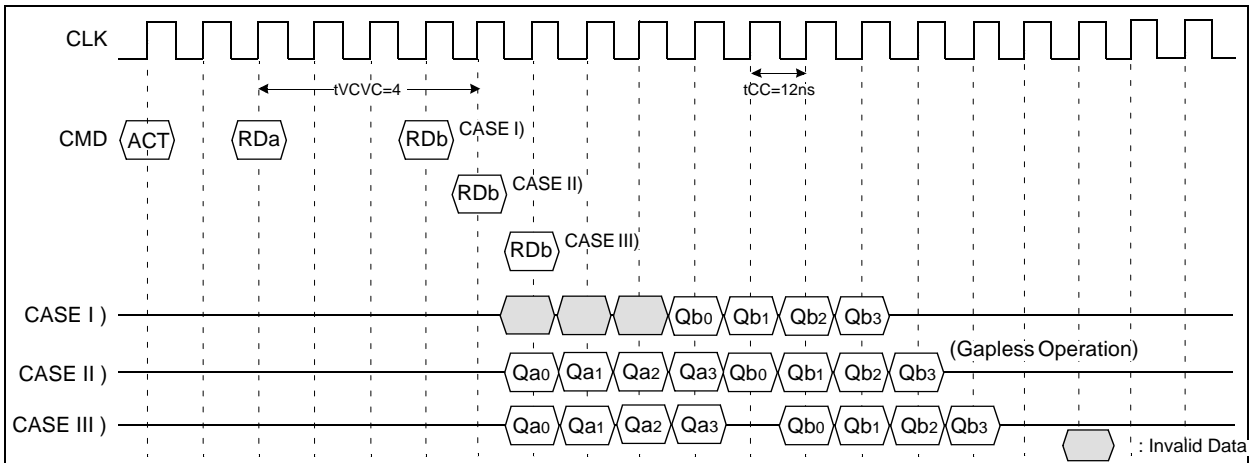 CLK
tVCVC=4
tCC=12ns
CMD ACT RDa RDb CASE I)
RDb CASE II)
RDb CASE III)
CASE I ) Qb0 Qb1 Qb2 Qb3
(Gapless Operation)
CASE II ) Qa0 Qa1 Qa2 Qa3 Qb0 Qb1 Qb2 Qb3
CASE III ) Qa0 Qa1 Qa2 Qa3 Qb0 Qb1 Qb2 Qb3
: Invalid Data